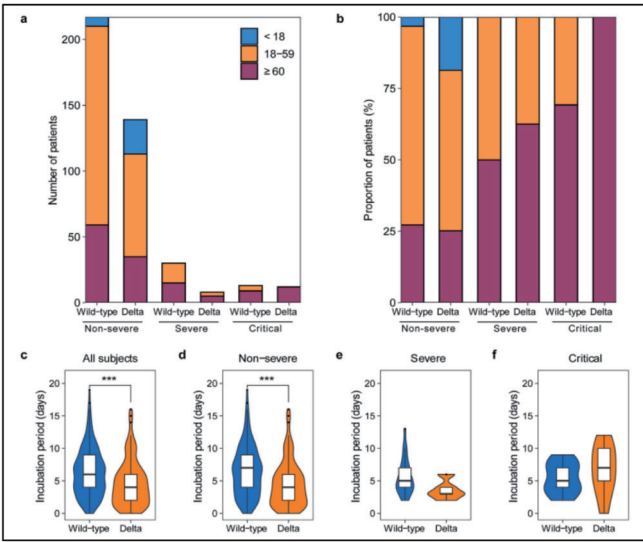 a
b
200
150
100
50
0
Number of patients
< 18
18−59
≥ 60
Wild−type Delta Wild−type Delta Wild−type Delta
Non−severe Severe Critical
100
75
50
25
0
Proportion of patients (%)
Wild−type Delta Wild−type Delta Wild−type Delta
Non−severe Severe Critical
c All subjects
***
20
15
10
5
0
Incubation period (days)
Wild−type Delta
d Non−severe
***
20
15
10
5
0
Incubation period (days)
Wild−type Delta
e Severe
20
15
10
5
0
Incubation period (days)
Wild−type Delta
f Critical
20
15
10
5
0
Incubation period (days)
Wild−type Delta